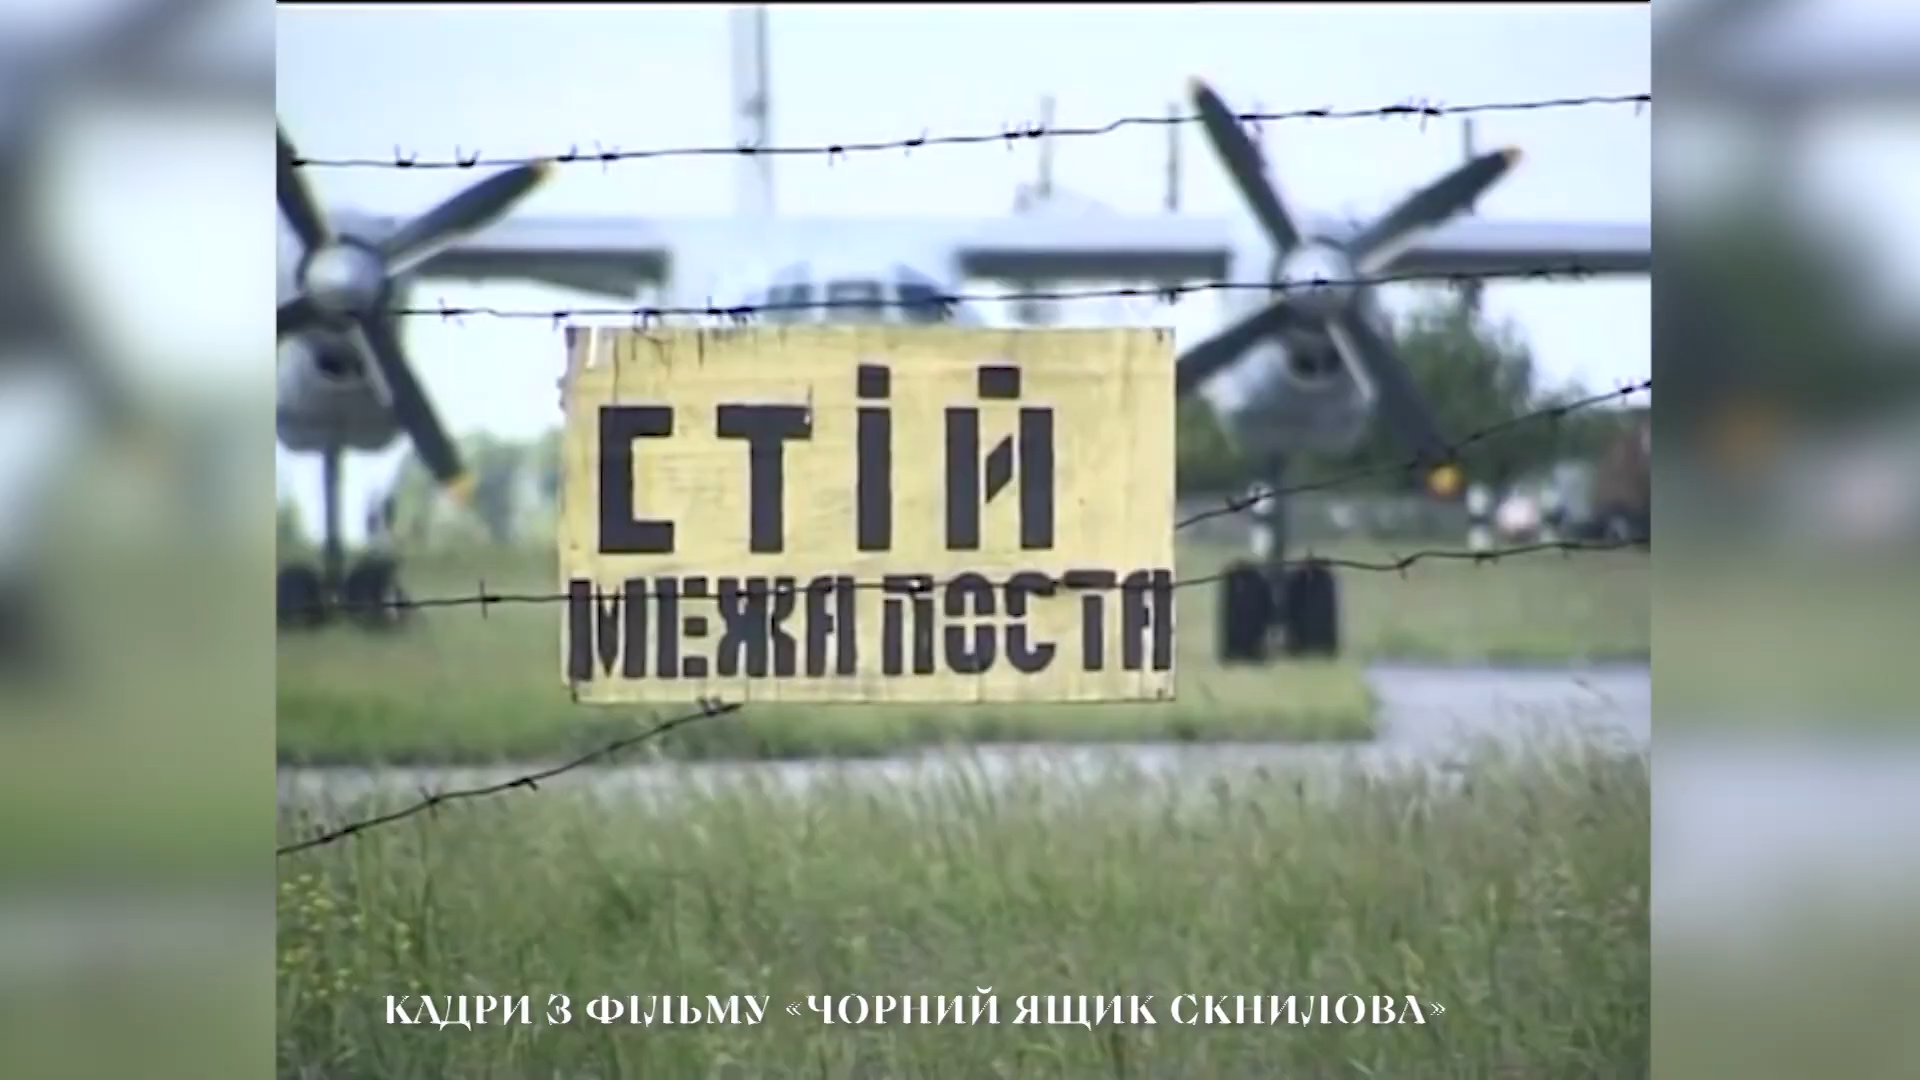 СТІЙ
МЕЖА ПОСТА
КАДРИ З ФІЛЬМУ «ЧОРНИЙ ЯЩИК СКНИЛОВА»